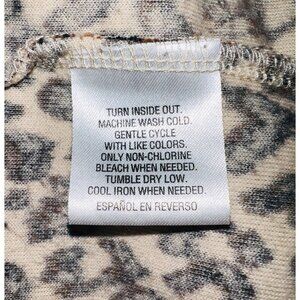 TURN INSIDE OUT.
MACHINE WASH COLD.
GENTLE CYCLE
WITH LIKE COLORS.
ONLY NON-CHLORINE
BLEACH WHEN NEEDED.
TUMBLE DRY LOW.
COOL IRON WHEN NEEDED.
ESPAÑOL EN REVERSO